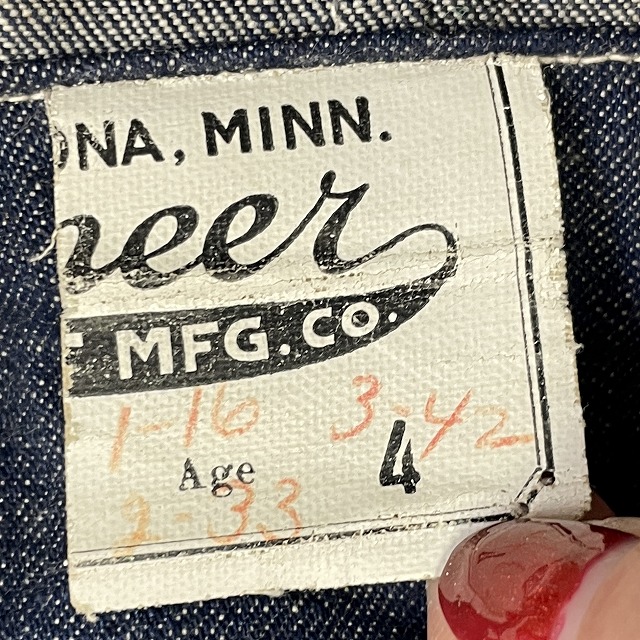 ONA, MINN.
neer
E MFG. CO.
1-16 3-42
Age 4
2-33